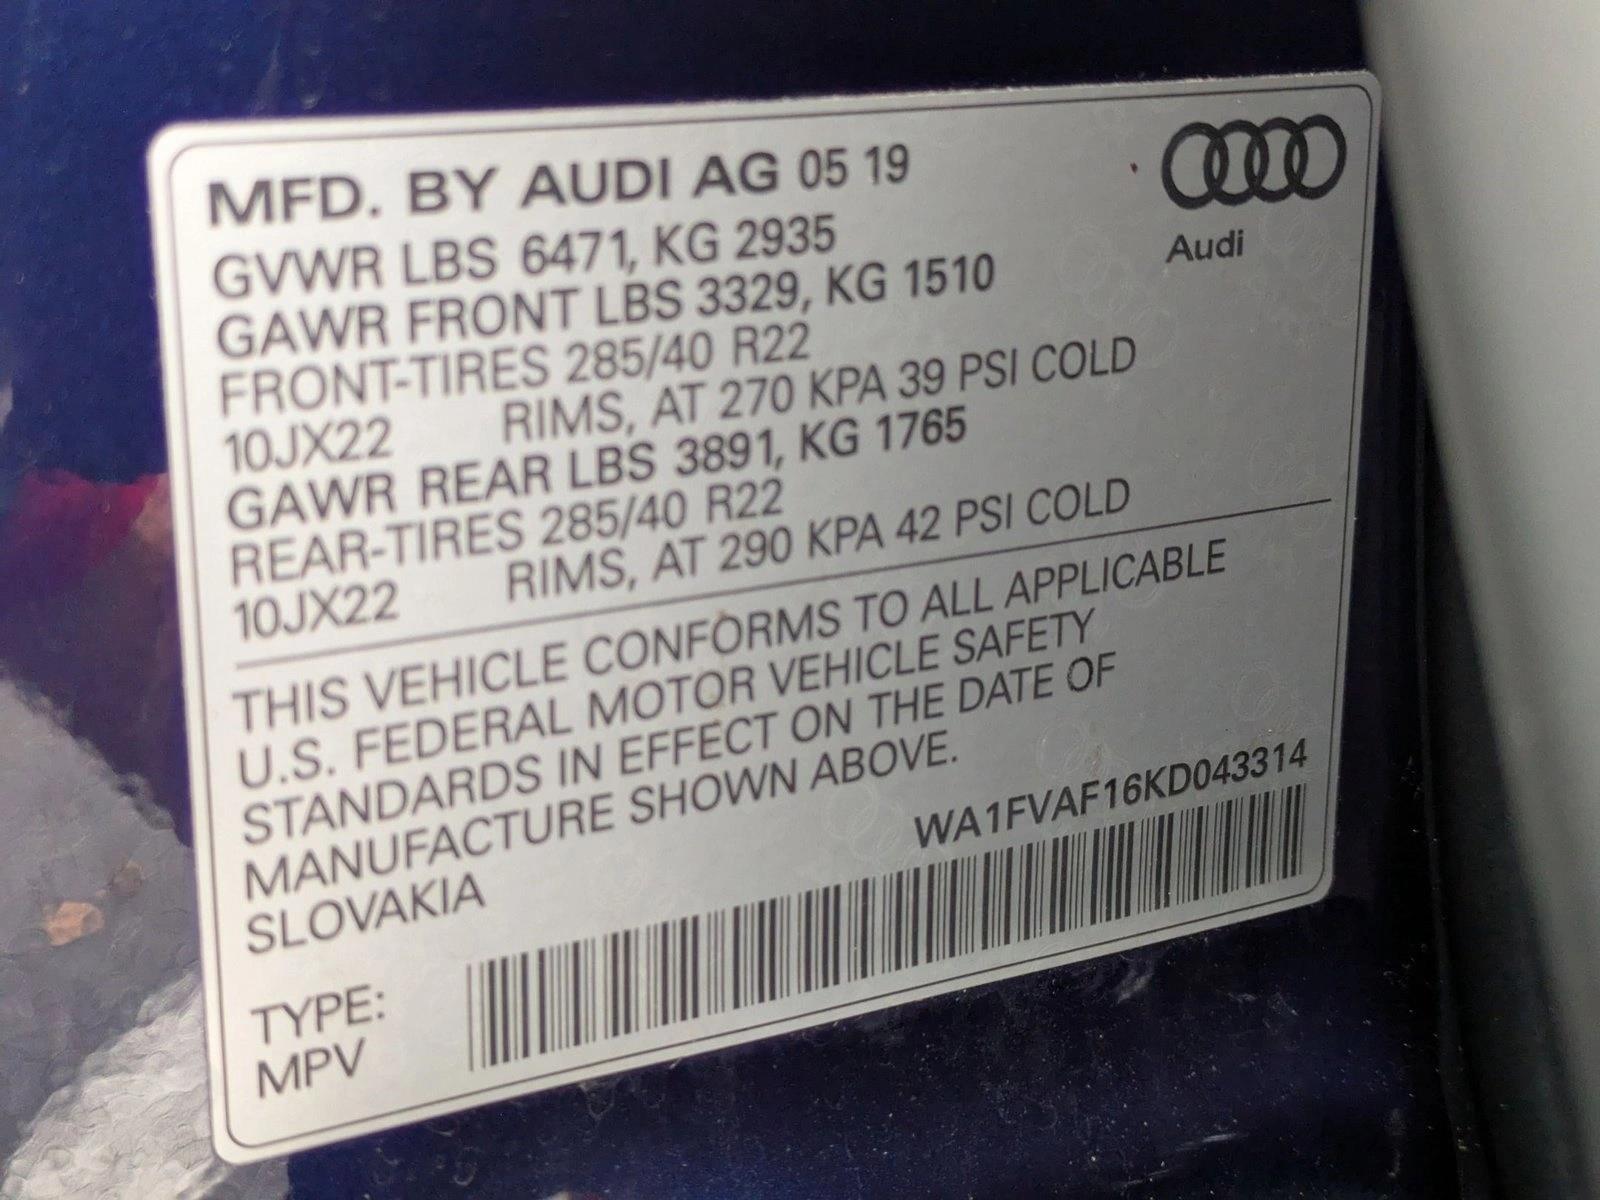 MFD. BY AUDI AG 05 19
GVWR LBS 6471, KG 2935
GAWR FRONT LBS 3329, KG 1510
FRONT-TIRES 285/40 R22
10JX22 RIMS, AT 270 KPA 39 PSI COLD
GAWR REAR LBS 3891, KG 1765
REAR-TIRES 285/40 R22
10JX22 RIMS, AT 290 KPA 42 PSI COLD
Audi
THIS VEHICLE CONFORMS TO ALL APPLICABLE
U.S. FEDERAL MOTOR VEHICLE SAFETY
STANDARDS IN EFFECT ON THE DATE OF
MANUFACTURE SHOWN ABOVE.
SLOVAKIA
WA1FVAF16KD043314
TYPE:
MPV